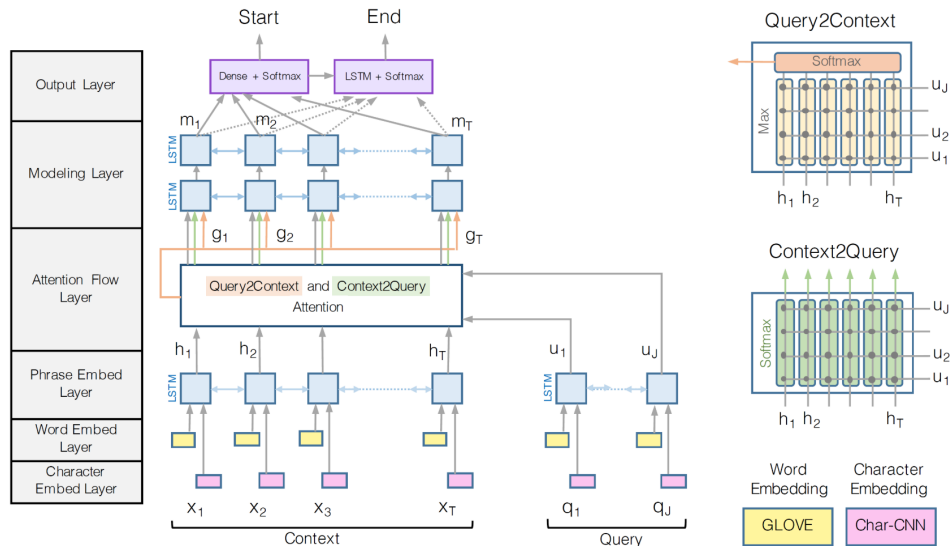 Start
End
Output Layer
Dense + Softmax
LSTM + Softmax
m1
m2
mT
LSTM
Modeling Layer
LSTM
g1
g2
gT
Attention Flow
Layer
Query2Context and Context2Query
Attention
h1
h2
hT
u1
uJ
Phrase Embed
Layer
LSTM
LSTM
Word Embed
Layer
Character
Embed Layer
x1
x2
x3
xT
q1
qJ
Context
Query
Query2Context
Softmax
Max
uJ
u2
u1
h1
h2
hT
Context2Query
Softmax
uJ
u2
u1
h1
h2
hT
Word
Embedding
GLOVE
Character
Embedding
Char-CNN